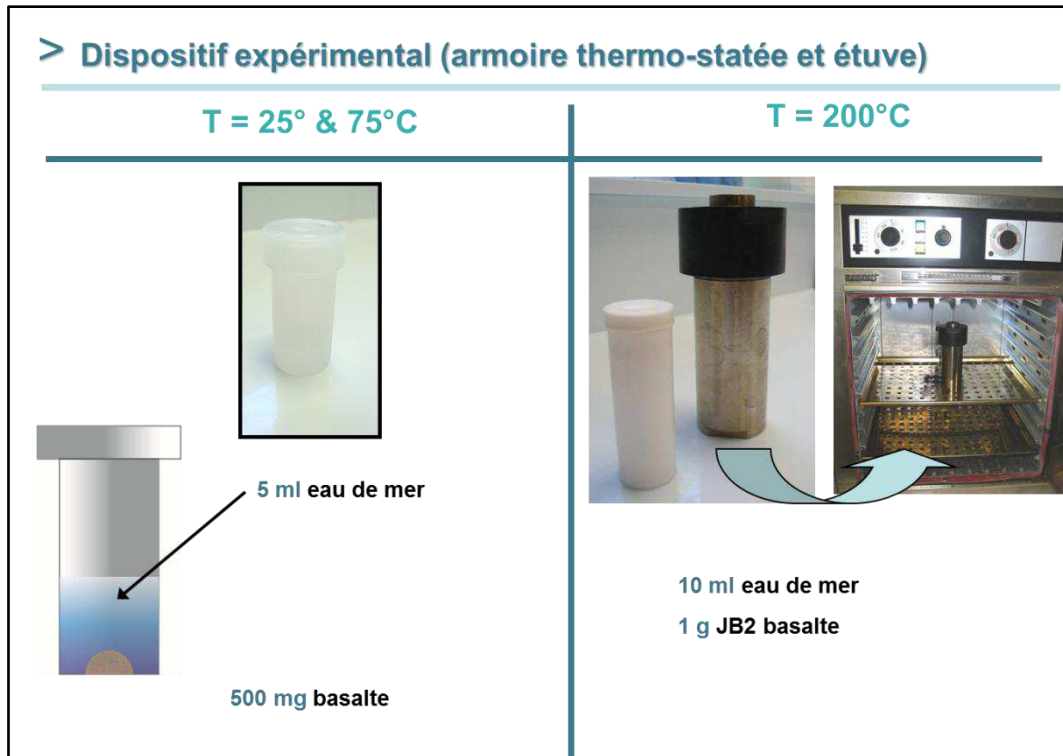 > Dispositif expérimental (armoire thermo-statée et étuve)
T = 25° & 75°C
5 ml eau de mer
500 mg basalte
T = 200°C
10 ml eau de mer
1 g JB2 basalte